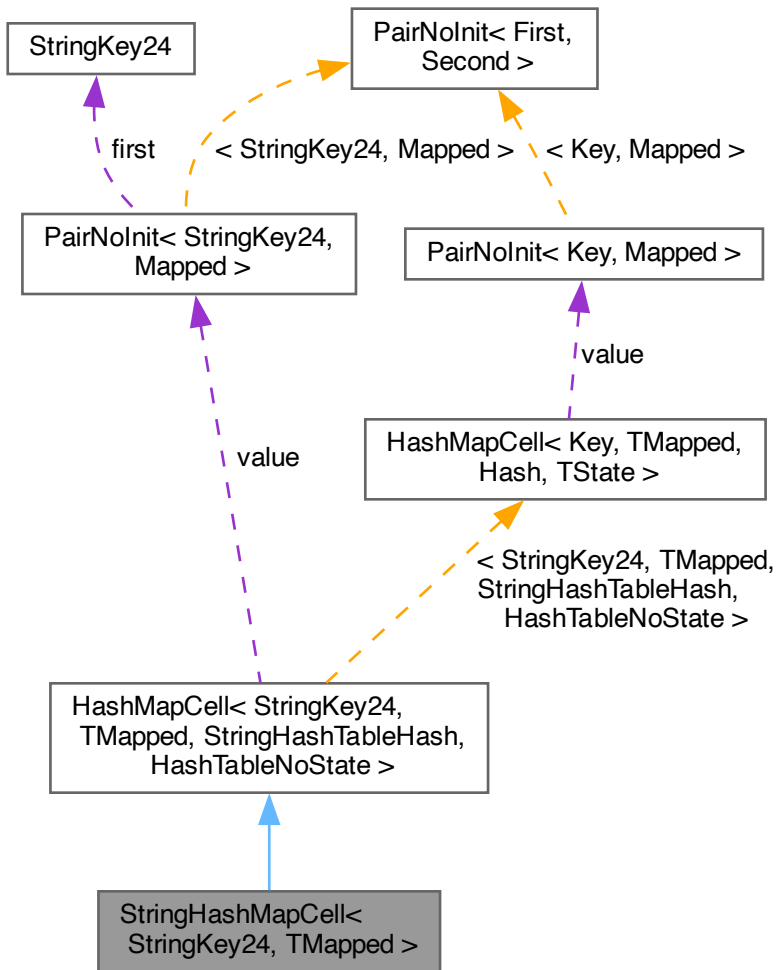 StringKey24
PairNoInit< First,
Second >
first
< StringKey24, Mapped >
< Key, Mapped >
PairNoInit< StringKey24,
Mapped >
PairNoInit< Key, Mapped >
value
HashMapCell< Key, TMapped,
Hash, TState >
value
< StringKey24, TMapped,
StringHashTableHash,
HashTableNoState >
HashMapCell< StringKey24,
TMapped, StringHashTableHash,
HashTableNoState >
StringHashMapCell<
StringKey24, TMapped >